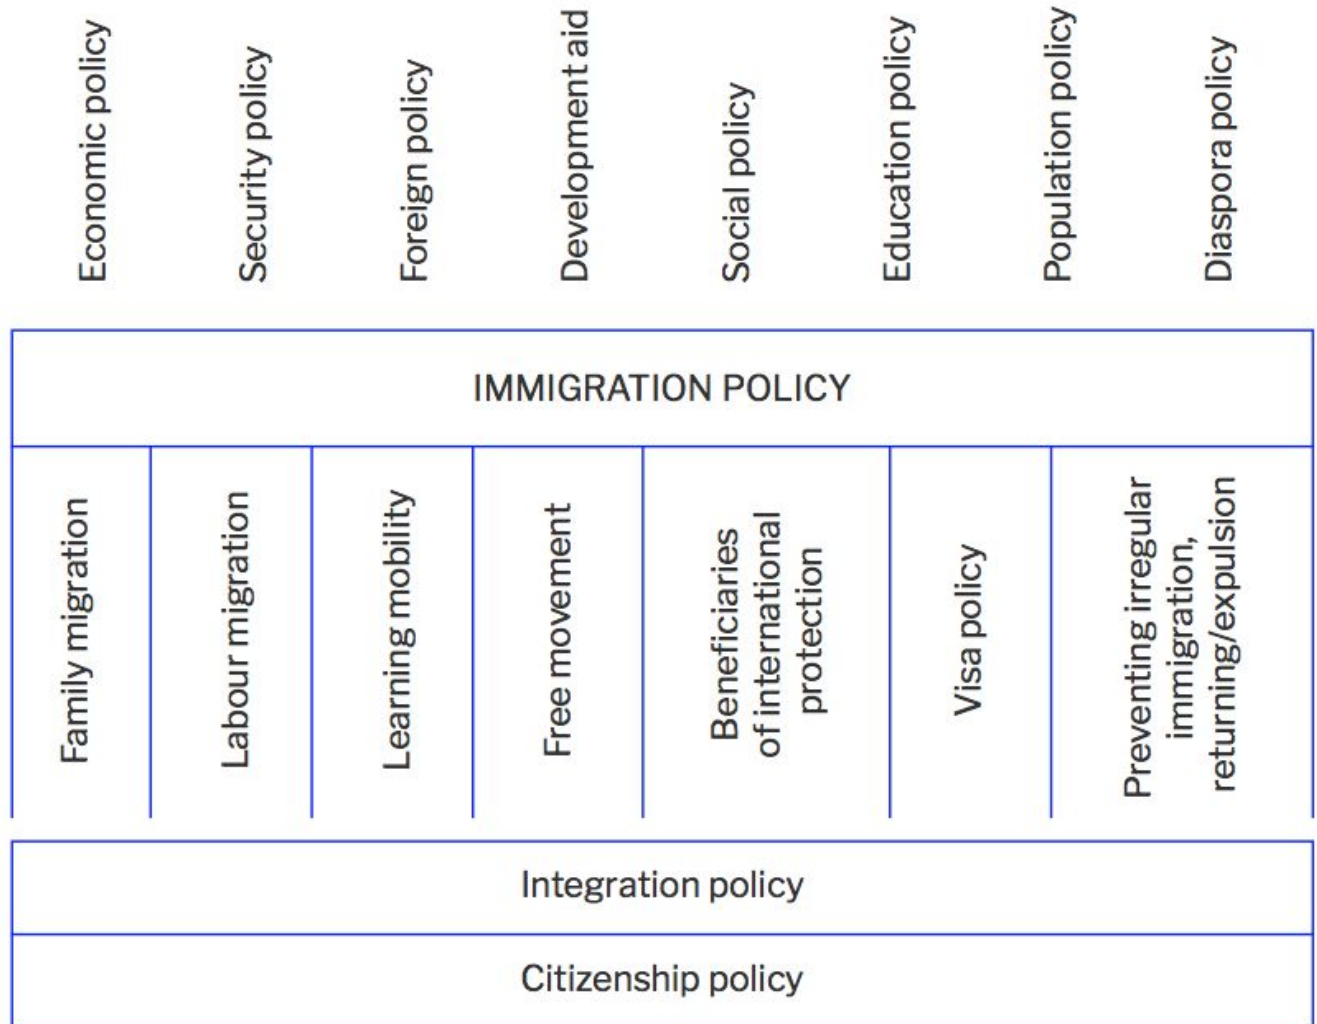 Economic policy
Security policy
Foreign policy
Development aid
Social policy
Education policy
Population policy
Diaspora policy
IMMIGRATION POLICY
Family migration
Labour migration
Learning mobility
Free movement
Beneficiaries
of international
protection
Visa policy
Preventing irregular
immigration,
returning/expulsion
Integration policy
Citizenship policy